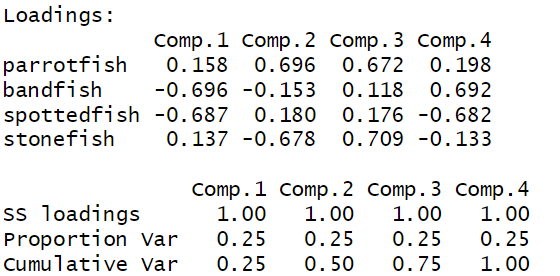 Loadings:
Comp.1 Comp.2 Comp.3 Comp.4
parrotfish 0.158 0.696 0.672 0.198
bandfish -0.696 -0.153 0.118 0.692
spottedfish -0.687 0.180 0.176 -0.682
stonefish 0.137 -0.678 0.709 -0.133
Comp.1 Comp.2 Comp.3 Comp.4
SS loadings 1.00 1.00 1.00 1.00
Proportion Var 0.25 0.25 0.25 0.25
Cumulative Var 0.25 0.50 0.75 1.00